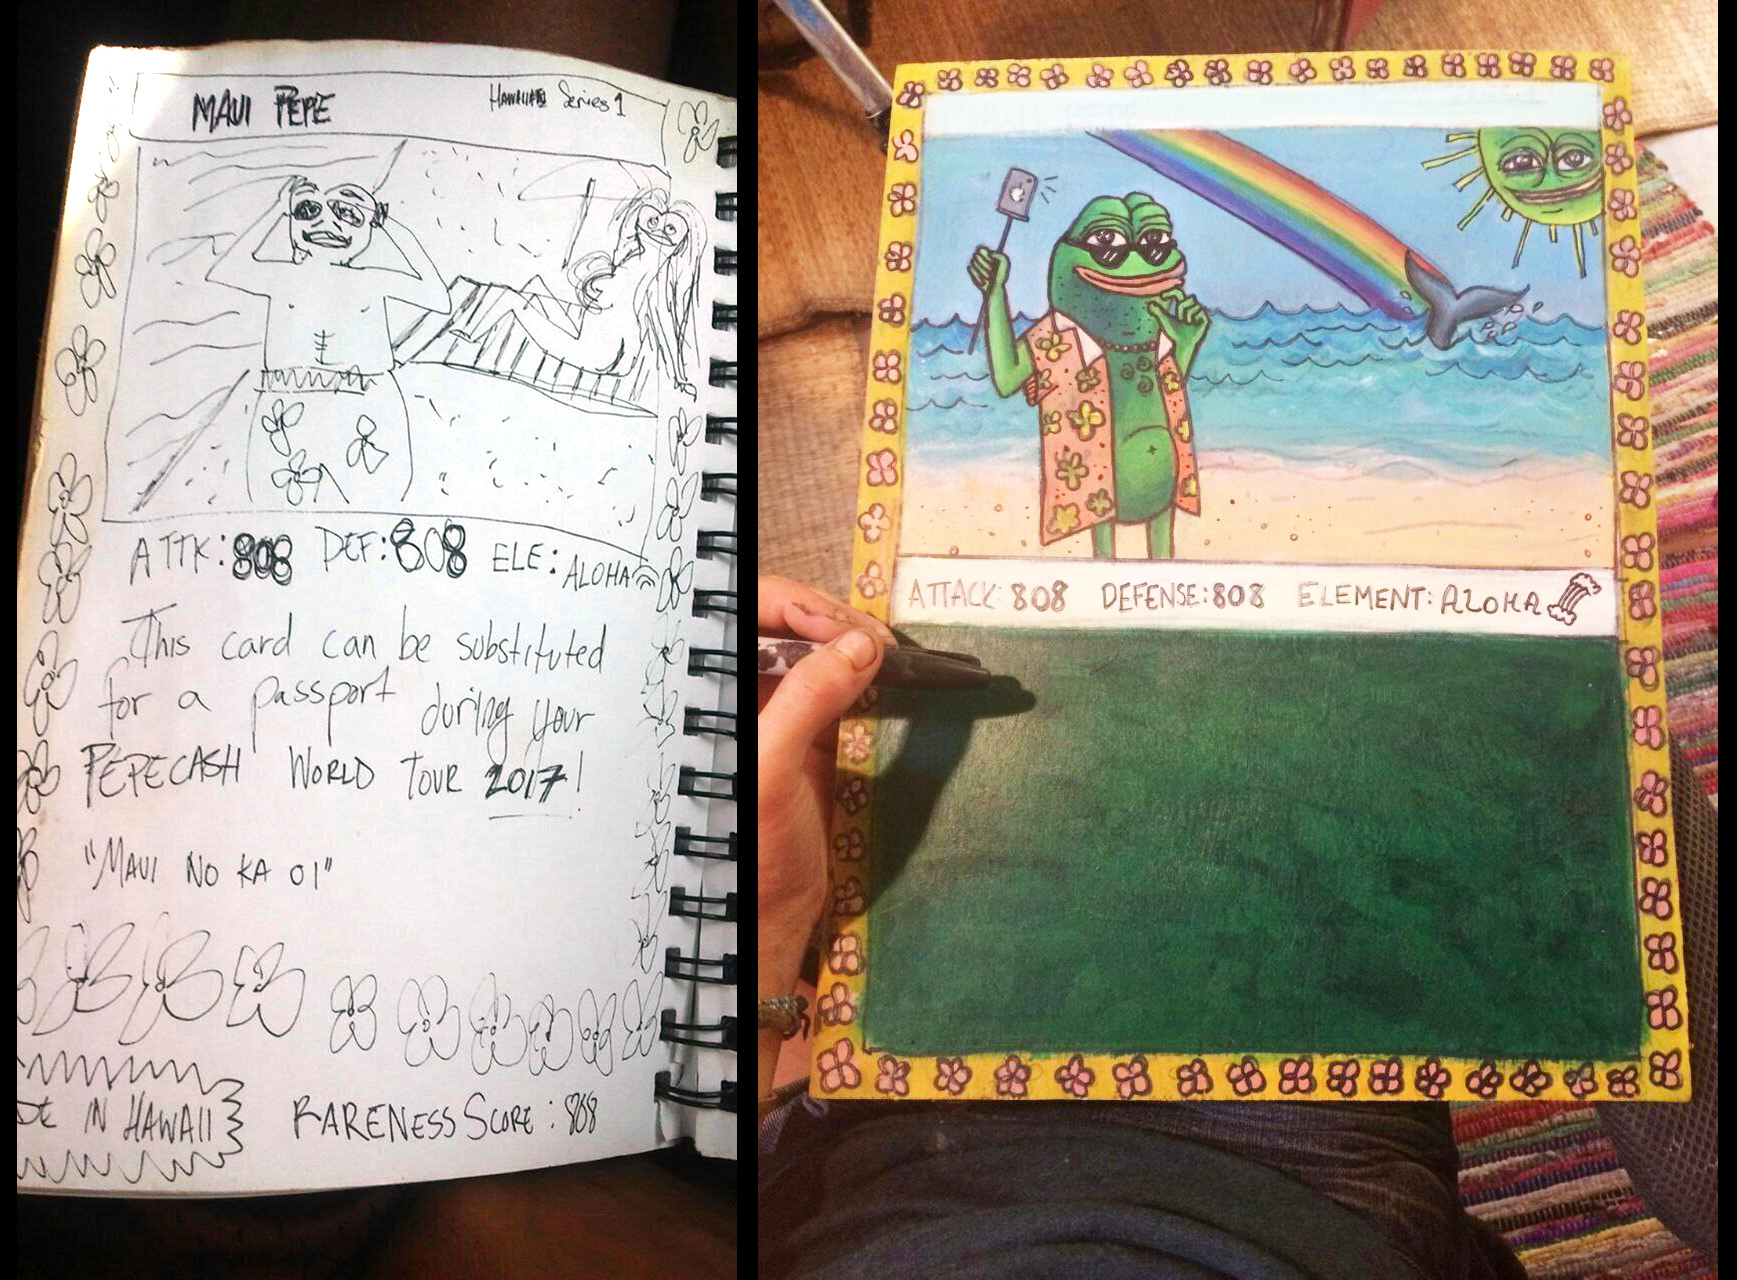 MAUI PEPE
HAWAIIAN Series 1
ATTK: 808 DEF: 808 ELE: ALOHA
This card can be substituted
for a passport during your
PEPECASH WORLD TOUR 2017!
"MAUI NO KA OI"
DE IN HAWAII
RARENESS SCORE: 808
ATTACK: 808 DEFENSE: 808 ELEMENT: ALOHA